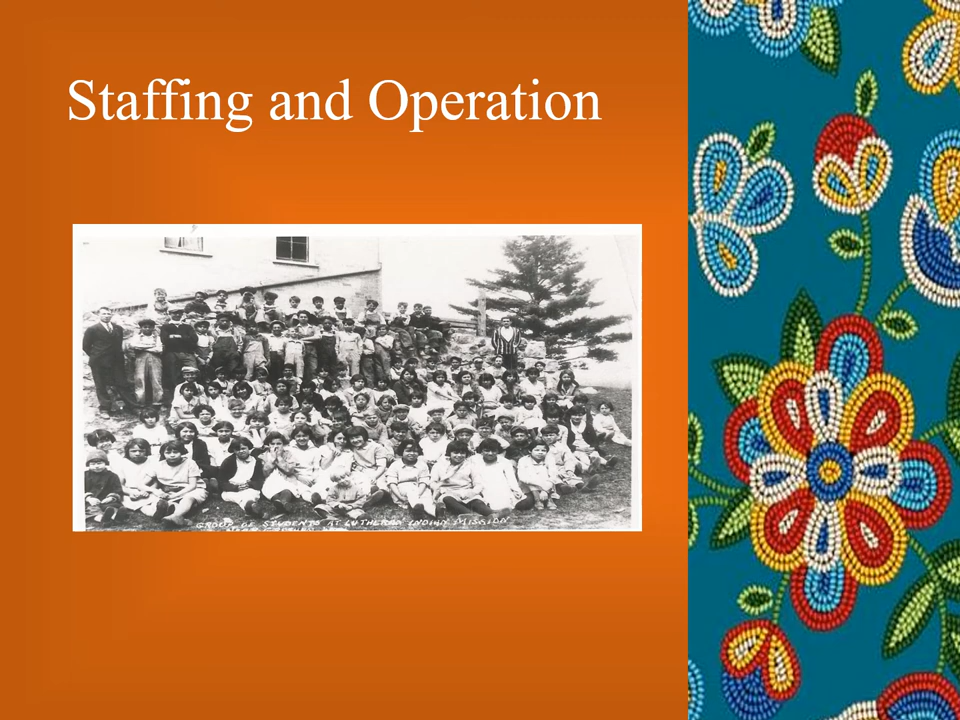 Staffing and Operation
GROUP OF STUDENTS AT LUTHERAN INDIAN MISSION